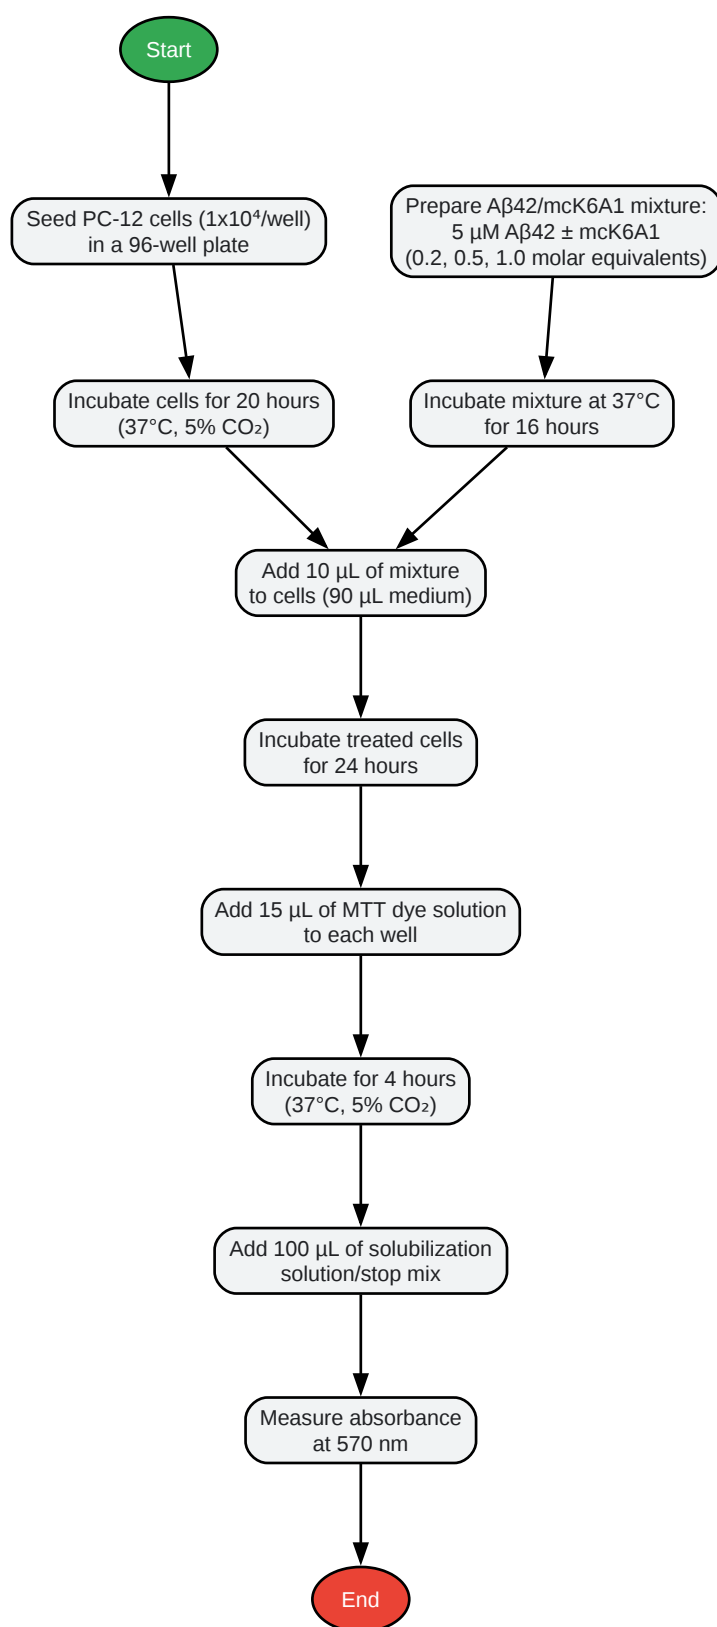 Start
Seed PC-12 cells (1x10⁴/well)
in a 96-well plate
Prepare Aβ42/mcK6A1 mixture:
5 µM Aβ42 ± mcK6A1
(0.2, 0.5, 1.0 molar equivalents)
Incubate cells for 20 hours
(37°C, 5% CO₂)
Incubate mixture at 37°C
for 16 hours
Add 10 µL of mixture
to cells (90 µL medium)
Incubate treated cells
for 24 hours
Add 15 µL of MTT dye solution
to each well
Incubate for 4 hours
(37°C, 5% CO₂)
Add 100 µL of solubilization
solution/stop mix
Measure absorbance
at 570 nm
End